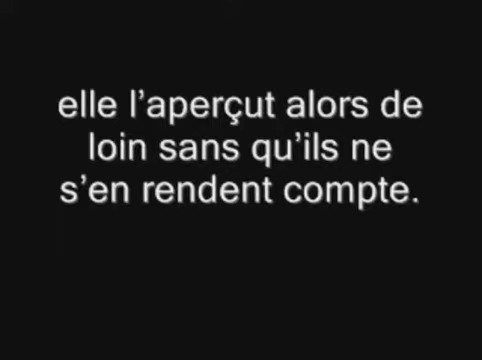 elle l’aperçut alors de
loin sans qu’ils ne
s’en rendent compte.